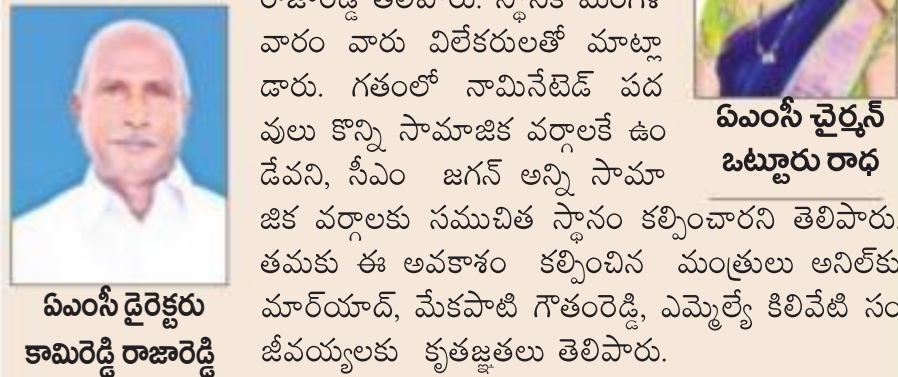 రాజారెడ్డి తెలిపారు. స్థానిక మంగళ
వారం వారు విలేకరులతో మాట్లా
డారు. గతంలో నామినేటెడ్ పద
వులు కొన్ని సామాజిక వర్గాలకే ఉం
డేవని, సీఎం జగన్ అన్ని సామా
జిక వర్గాలకు సముచిత స్థానం కల్పించారని తెలిపారు.
తమకు ఈ అవకాశం కల్పించిన మంత్రులు అనిల్‌కు
మార్‌యాద్, మేకపాటి గౌతంరెడ్డి, ఎమ్మెల్యే కిలివేటి సం
జీవయ్యలకు కృతజ్ఞతలు తెలిపారు.
ఏఎంసీ చైర్మన్
ఒట్టూరు రాధ
ఏఎంసీ డైరెక్టరు
కామిరెడ్డి రాజారెడ్డి